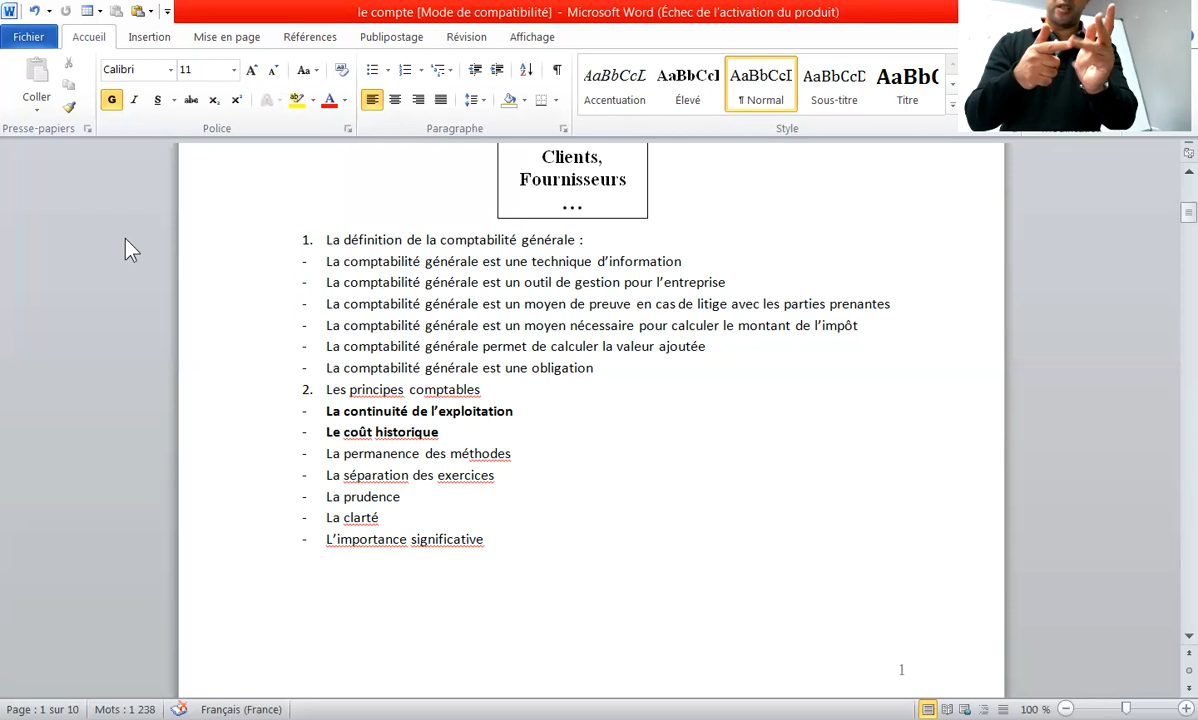 le compte [Mode de compatibilité] - Microsoft Word (Échec de l'activation du produit)
Fichier Accueil Insertion Mise en page Références Publipostage Révision Affichage
Coller
Calibri 11
G I S abc x₂ x²
AaBbCcL AaBbCcI AaBbCcI AaBbCcD AaBb(
Accentuation Élevé ¶ Normal Sous-titre Titre
Presse-papiers Police Paragraphe Style
Clients,
Fournisseurs
...
1. La définition de la comptabilité générale :
- La comptabilité générale est une technique d’information
- La comptabilité générale est un outil de gestion pour l’entreprise
- La comptabilité générale est un moyen de preuve en cas de litige avec les parties prenantes
- La comptabilité générale est un moyen nécessaire pour calculer le montant de l’impôt
- La comptabilité générale permet de calculer la valeur ajoutée
- La comptabilité générale est une obligation
2. Les principes comptables
- La continuité de l’exploitation
- Le coût historique
- La permanence des méthodes
- La séparation des exercices
- La prudence
- La clarté
- L’importance significative
1
Page : 1 sur 10 Mots : 1 238 Français (France) 100 %